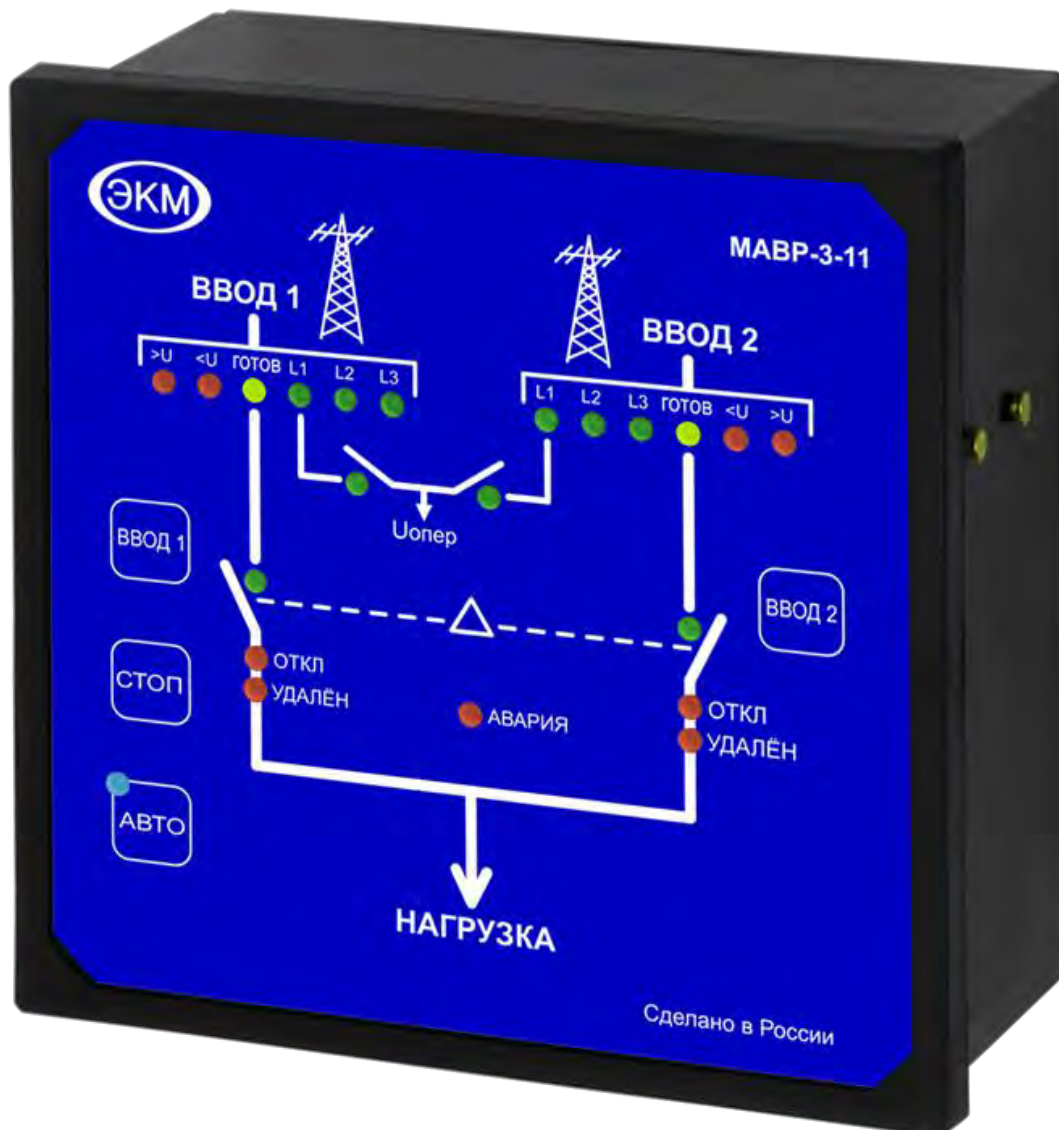 ЭКМ
МАВР-3-11
ВВОД 1
ВВОД 2
>U <U ГОТОВ L1 L2 L3
L1 L2 L3 ГОТОВ <U >U
Uопер
ВВОД 1
ВВОД 2
СТОП
ОТКЛ
УДАЛЁН
АВАРИЯ
ОТКЛ
УДАЛЁН
АВТО
НАГРУЗКА
Сделано в России